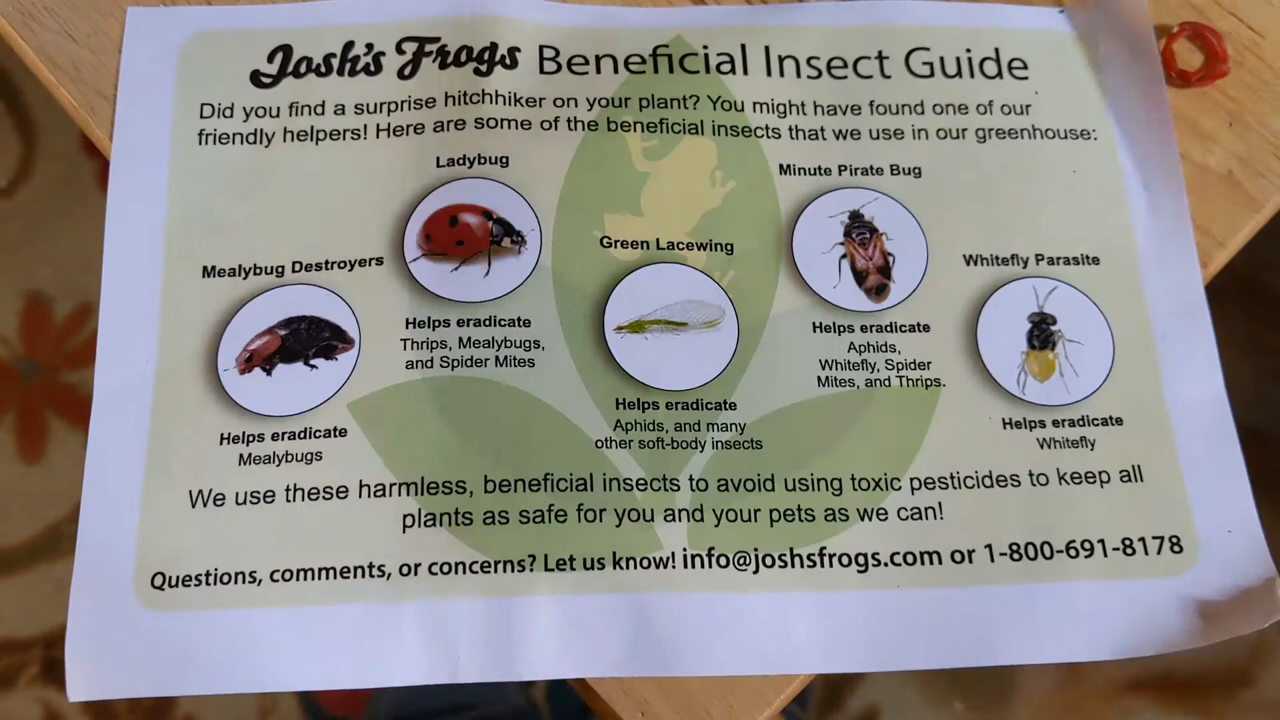 Josh's Frogs Beneficial Insect Guide
Did you find a surprise hitchhiker on your plant? You might have found one of our
friendly helpers! Here are some of the beneficial insects that we use in our greenhouse:
Mealybug Destroyers
Helps eradicate
Mealybugs
Ladybug
Helps eradicate
Thrips, Mealybugs,
and Spider Mites
Green Lacewing
Helps eradicate
Aphids, and many
other soft-body insects
Minute Pirate Bug
Helps eradicate
Aphids,
Whitefly, Spider
Mites, and Thrips.
Whitefly Parasite
Helps eradicate
Whitefly
We use these harmless, beneficial insects to avoid using toxic pesticides to keep all
plants as safe for you and your pets as we can!
Questions, comments, or concerns? Let us know! info@joshsfrogs.com or 1-800-691-8178